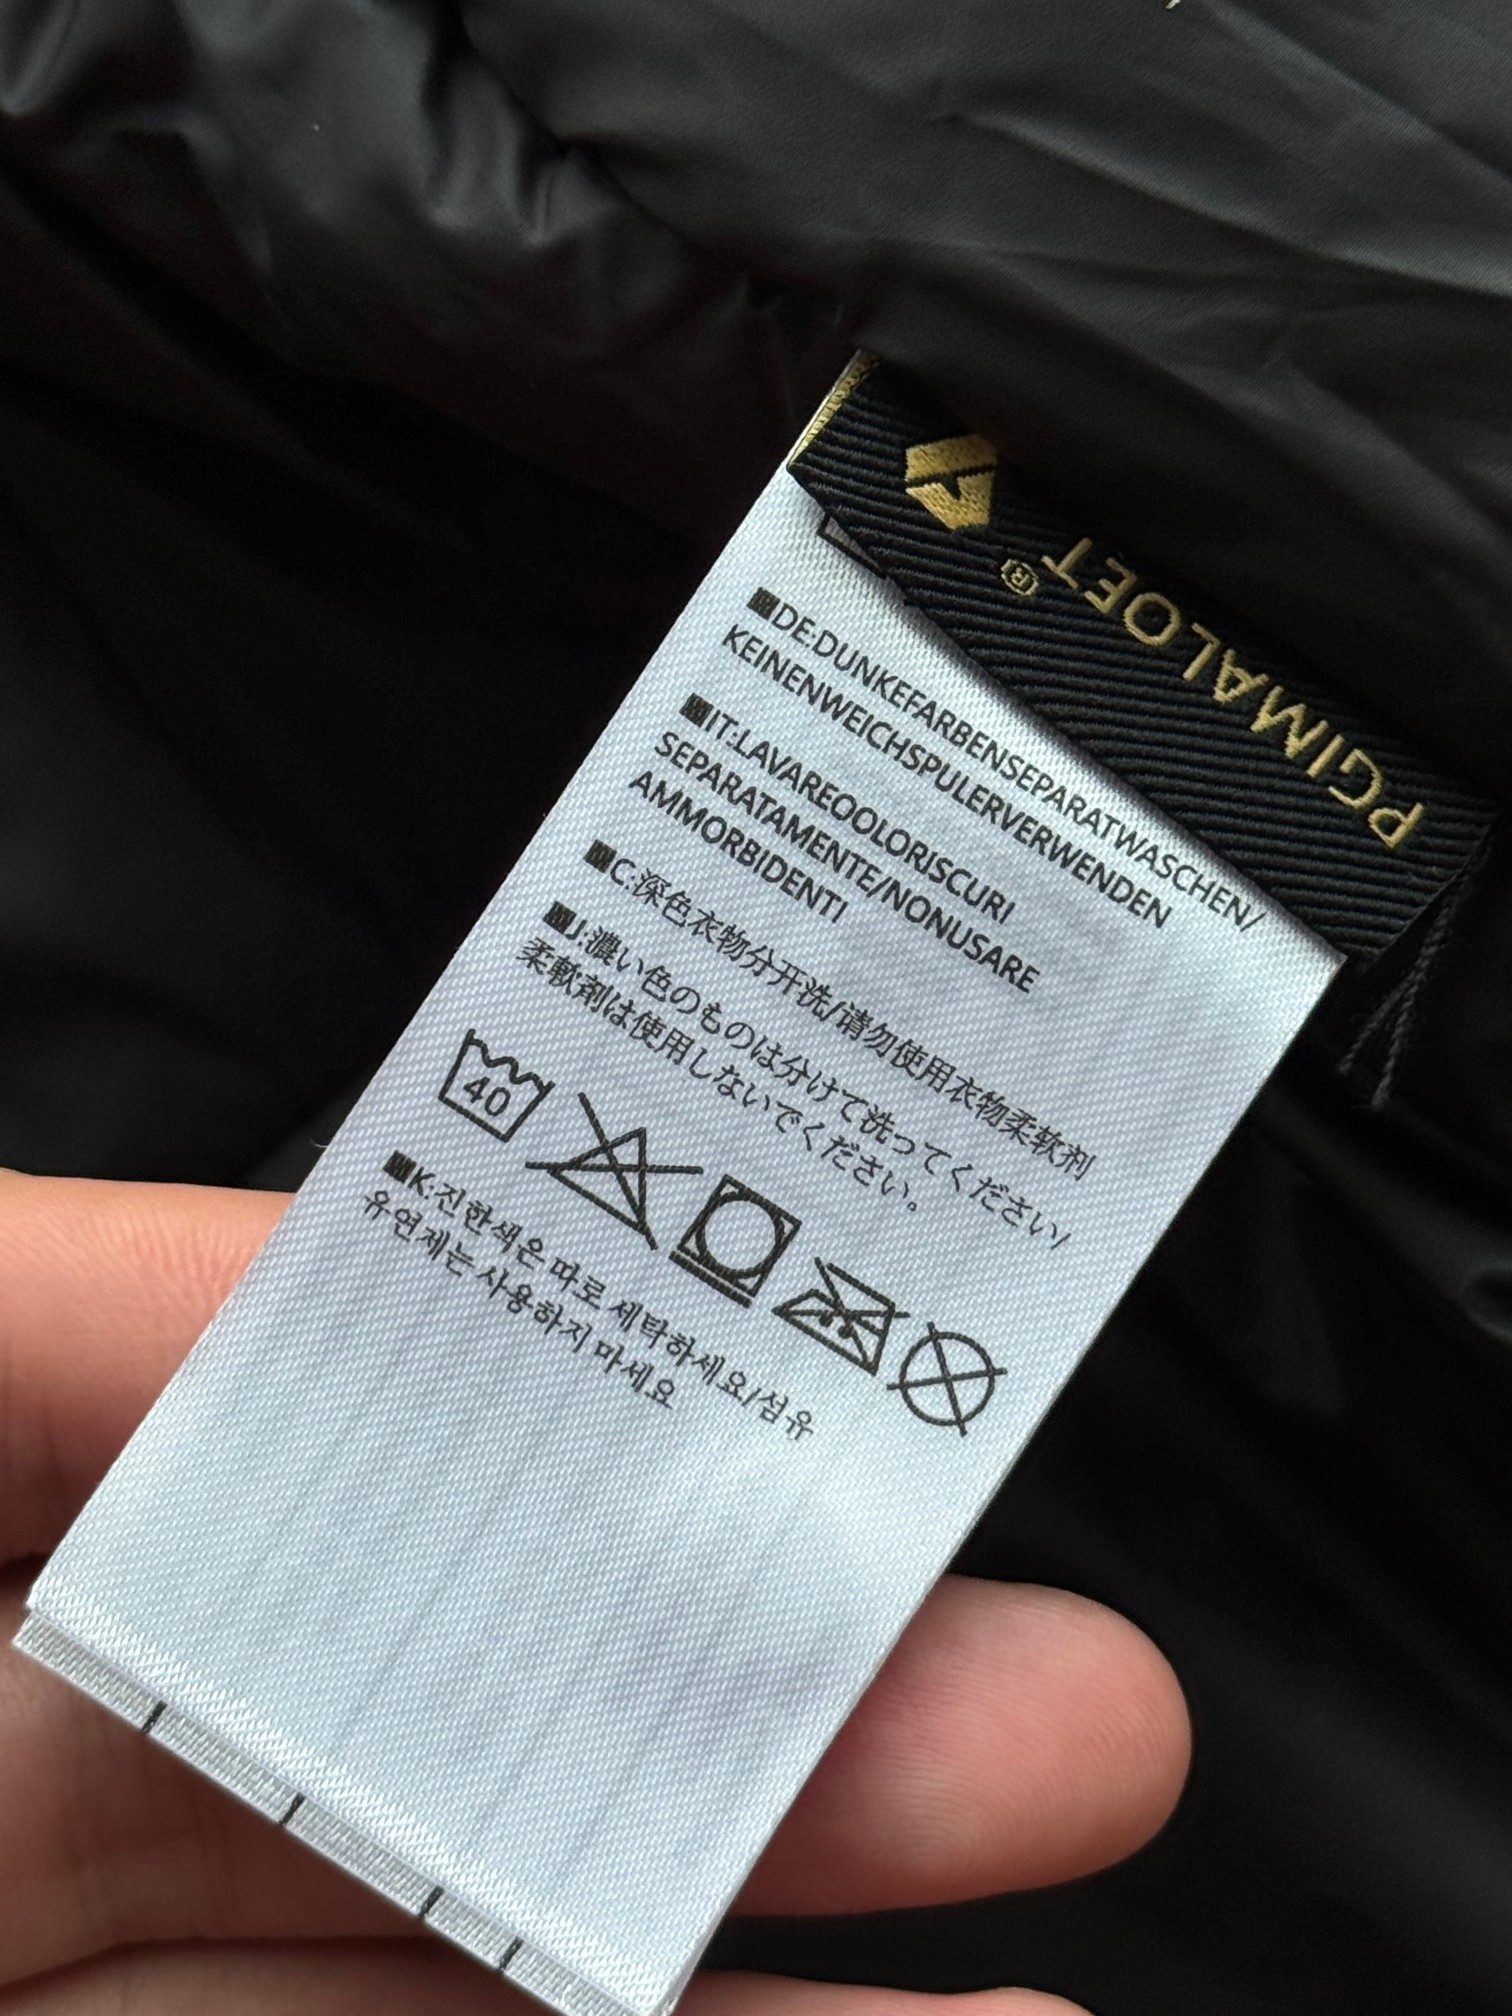 PGIMALOET®
DE:DUNKEFARBENSEPARATWASCHEN/
KEINENWEICHSPULERVERWENDEN
IT:LAVAREOOLORISCURI
SEPARATAMENTE/NONUSARE
AMMORBIDENTI
C:深色衣物分开洗/请勿使用衣物柔软剂
J:濃い色のものは分けて洗ってください/
柔軟剤は使用しないでください。
40
K:진한색은 따로 세탁하세요/섬유
유연제는 사용하지 마세요